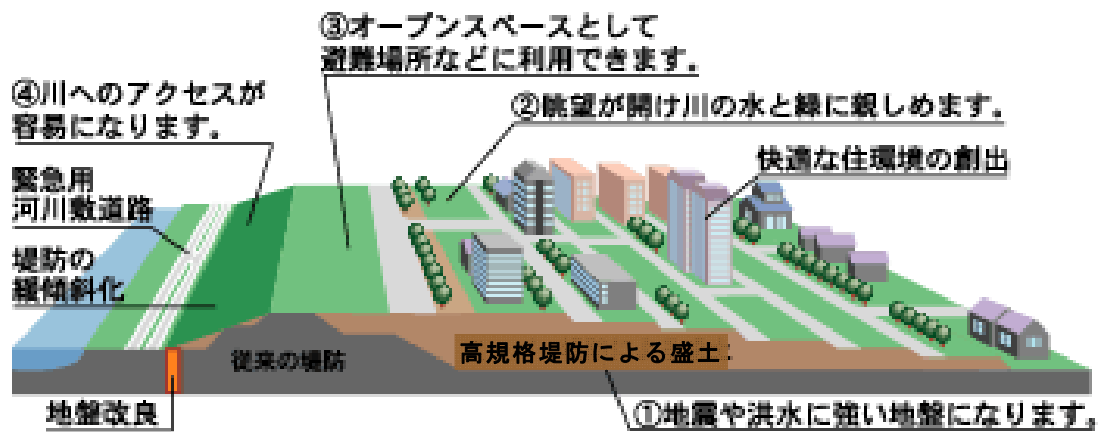 ③オープンスペースとして
避難場所などに利用できます。
④川へのアクセスが
容易になります。
②眺望が開け川の水と緑に親しめます。
快適な住環境の創出
緊急用
河川敷道路
堤防の
緩傾斜化
従来の堤防
高規格堤防による盛土
地盤改良
①地震や洪水に強い地盤になります。